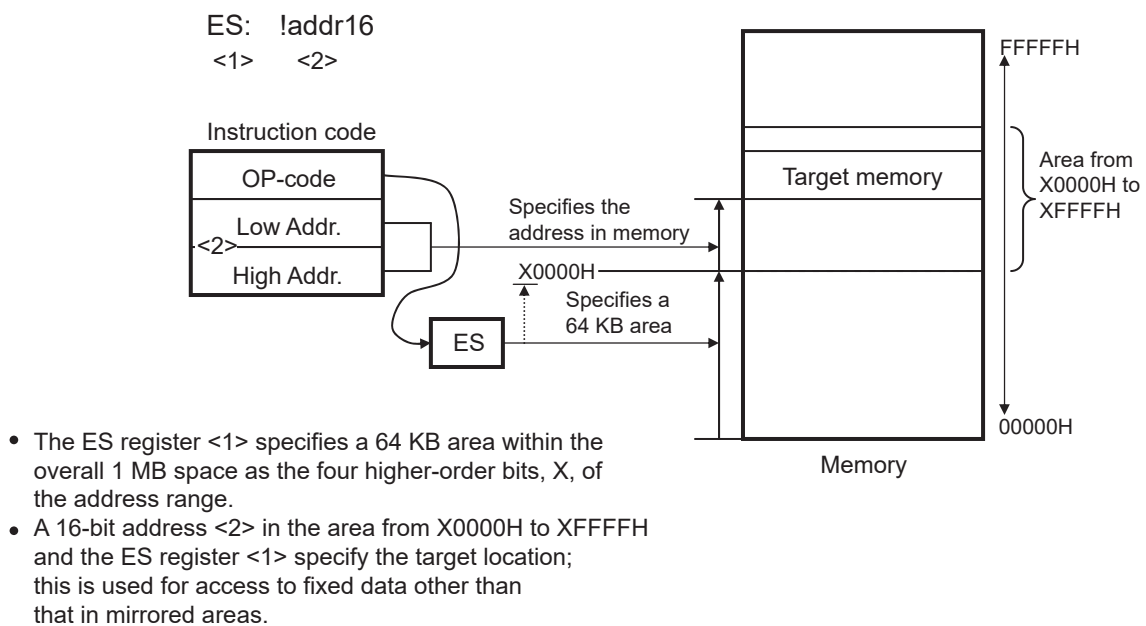 ES: !addr16
<1> <2>
Instruction code
OP-code
Low Addr.
<2>
High Addr.
ES
Specifies the
address in memory
X0000H
Specifies a
64 KB area
Target memory
Memory
FFFFFH
Area from
X0000H to
XFFFFH
00000H
• The ES register <1> specifies a 64 KB area within the
overall 1 MB space as the four higher-order bits, X, of
the address range.
• A 16-bit address <2> in the area from X0000H to XFFFFH
and the ES register <1> specify the target location;
this is used for access to fixed data other than
that in mirrored areas.